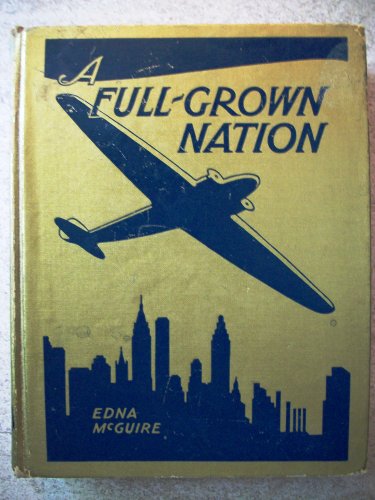 A
FULL-GROWN
NATION
EDNA
McGUIRE